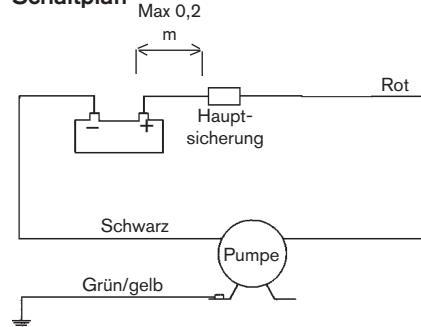 Schaltplan
Max 0,2
m
Rot
Haupt-
sicherung
Schwarz
Pumpe
Grün/gelb